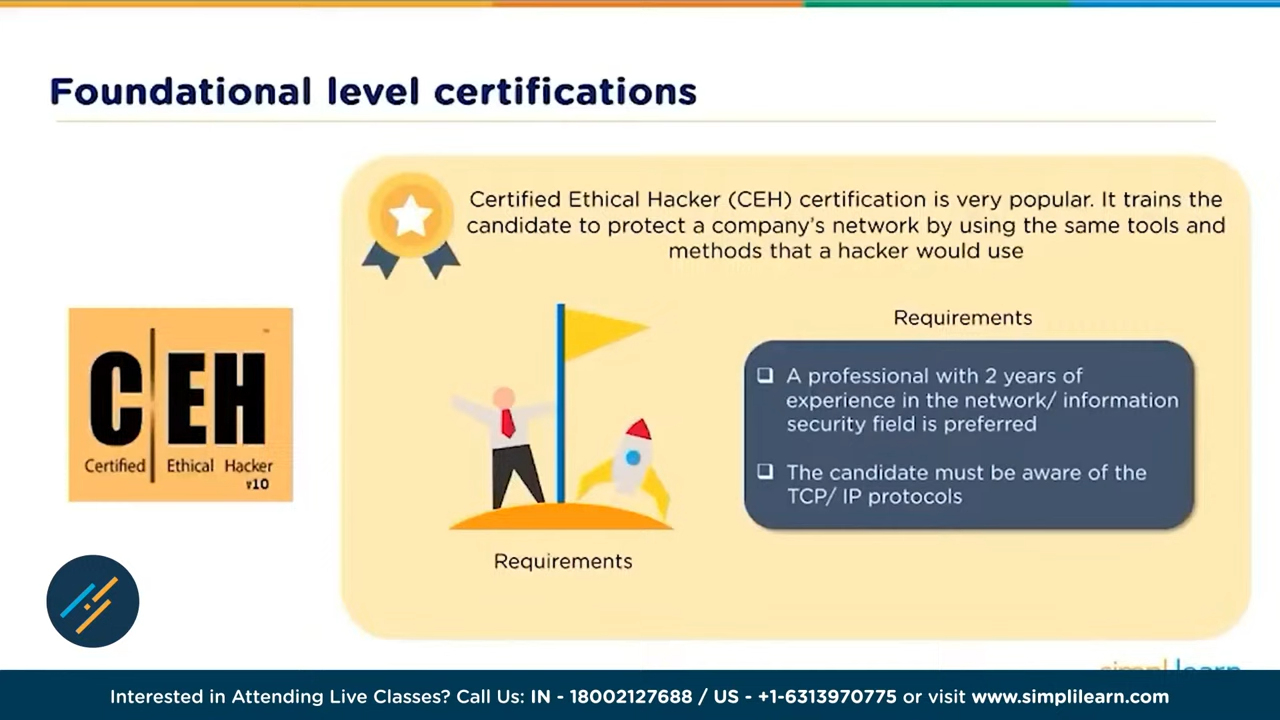 Foundational level certifications
Certified Ethical Hacker (CEH) certification is very popular. It trains the
candidate to protect a company's network by using the same tools and
methods that a hacker would use
Requirements
A professional with 2 years of
experience in the network/ information
security field is preferred
The candidate must be aware of the
TCP/ IP protocols
C EH
Certified Ethical Hacker
v10
Requirements
simplilearn
Interested in Attending Live Classes? Call Us: IN - 18002127688 / US - +1-6313970775 or visit www.simplilearn.com